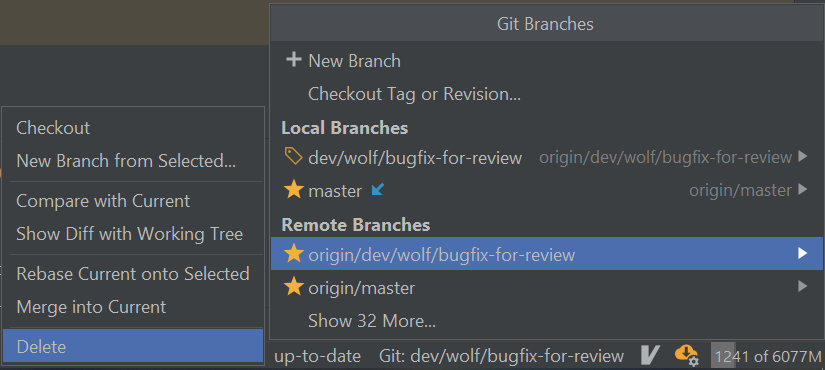 Git Branches
New Branch
Checkout Tag or Revision...
Local Branches
dev/wolf/bugfix-for-review origin/dev/wolf/bugfix-for-review
master origin/master
Remote Branches
origin/dev/wolf/bugfix-for-review
origin/master
Show 32 More...
Checkout
New Branch from Selected...
Compare with Current
Show Diff with Working Tree
Rebase Current onto Selected
Merge into Current
Delete
up-to-date Git: dev/wolf/bugfix-for-review 1241 of 6077M